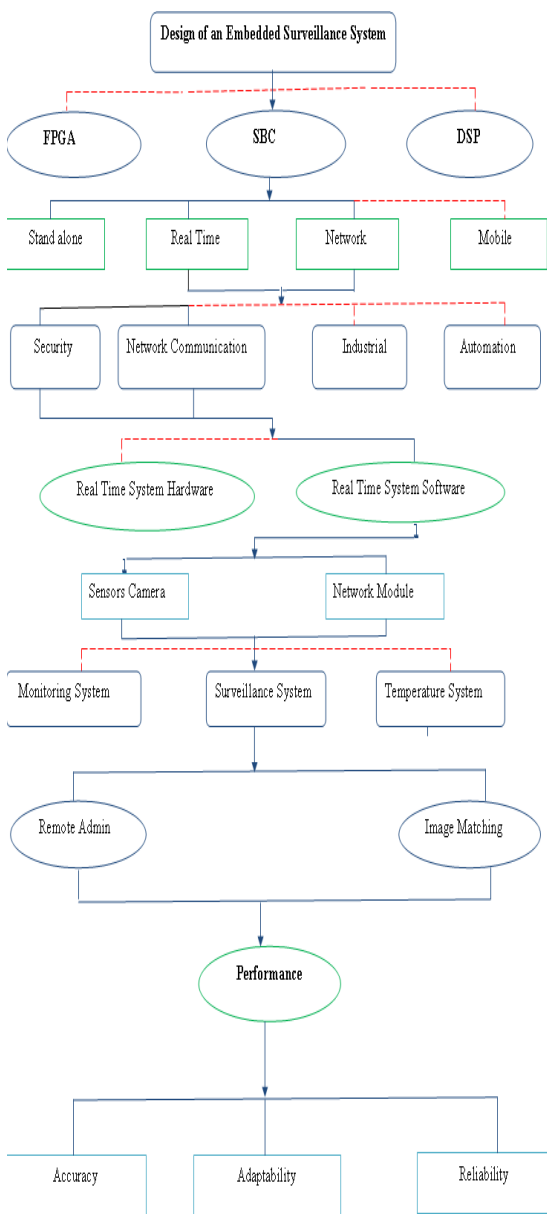 Design of an Embedded Surveillance System
FPGA
SBC
DSP
Stand alone
Real Time
Network
Mobile
Security
Network Communication
Industrial
Automation
Real Time System Hardware
Real Time System Software
Sensors Camera
Network Module
Monitoring System
Surveillance System
Temperature System
Remote Admin
Image Matching
Performance
Accuracy
Adaptability
Reliability